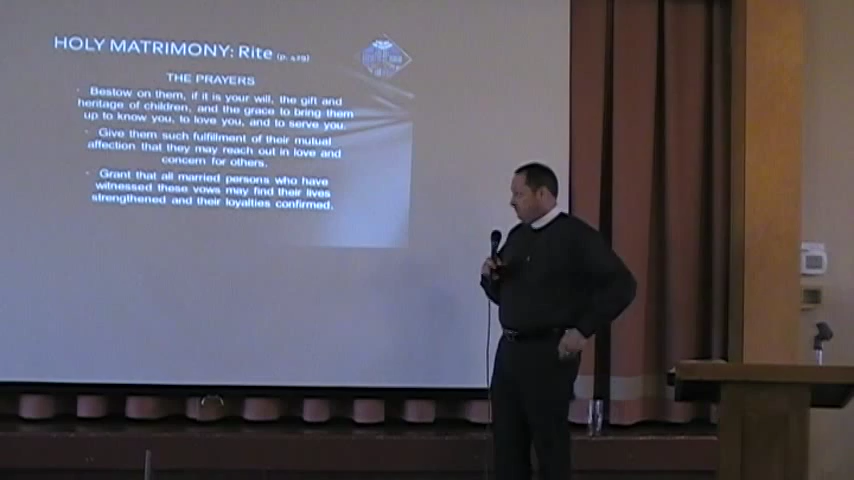 HOLY MATRIMONY: Rite (p. 429)
THE PRAYERS
· Bestow on them, if it is your will, the gift and
heritage of children, and the grace to bring them
up to know you, to love you, and to serve you.
· Give them such fulfillment of their mutual
affection that they may reach out in love and
concern for others.
· Grant that all married persons who have
witnessed these vows may find their lives
strengthened and their loyalties confirmed.